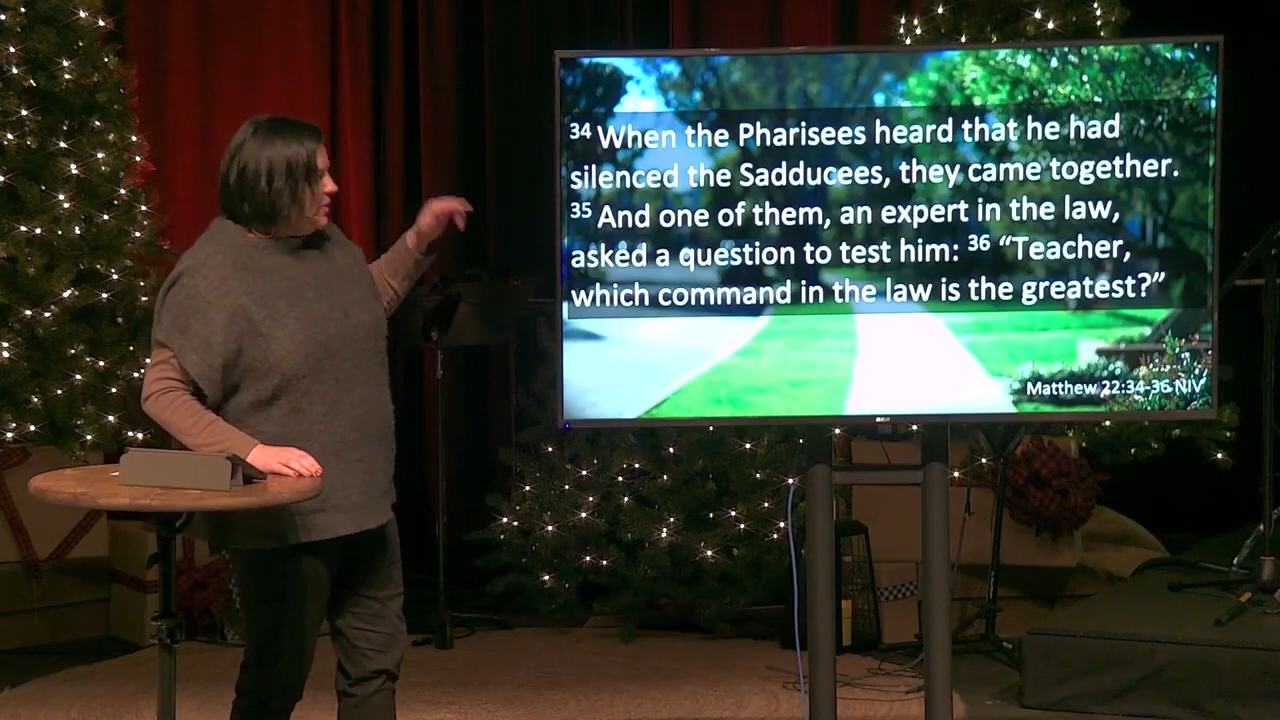 34 When the Pharisees heard that he had
silenced the Sadducees, they came together.
35 And one of them, an expert in the law,
asked a question to test him: 36 “Teacher,
which command in the law is the greatest?”
Matthew 22:34-36 NIV
RCA